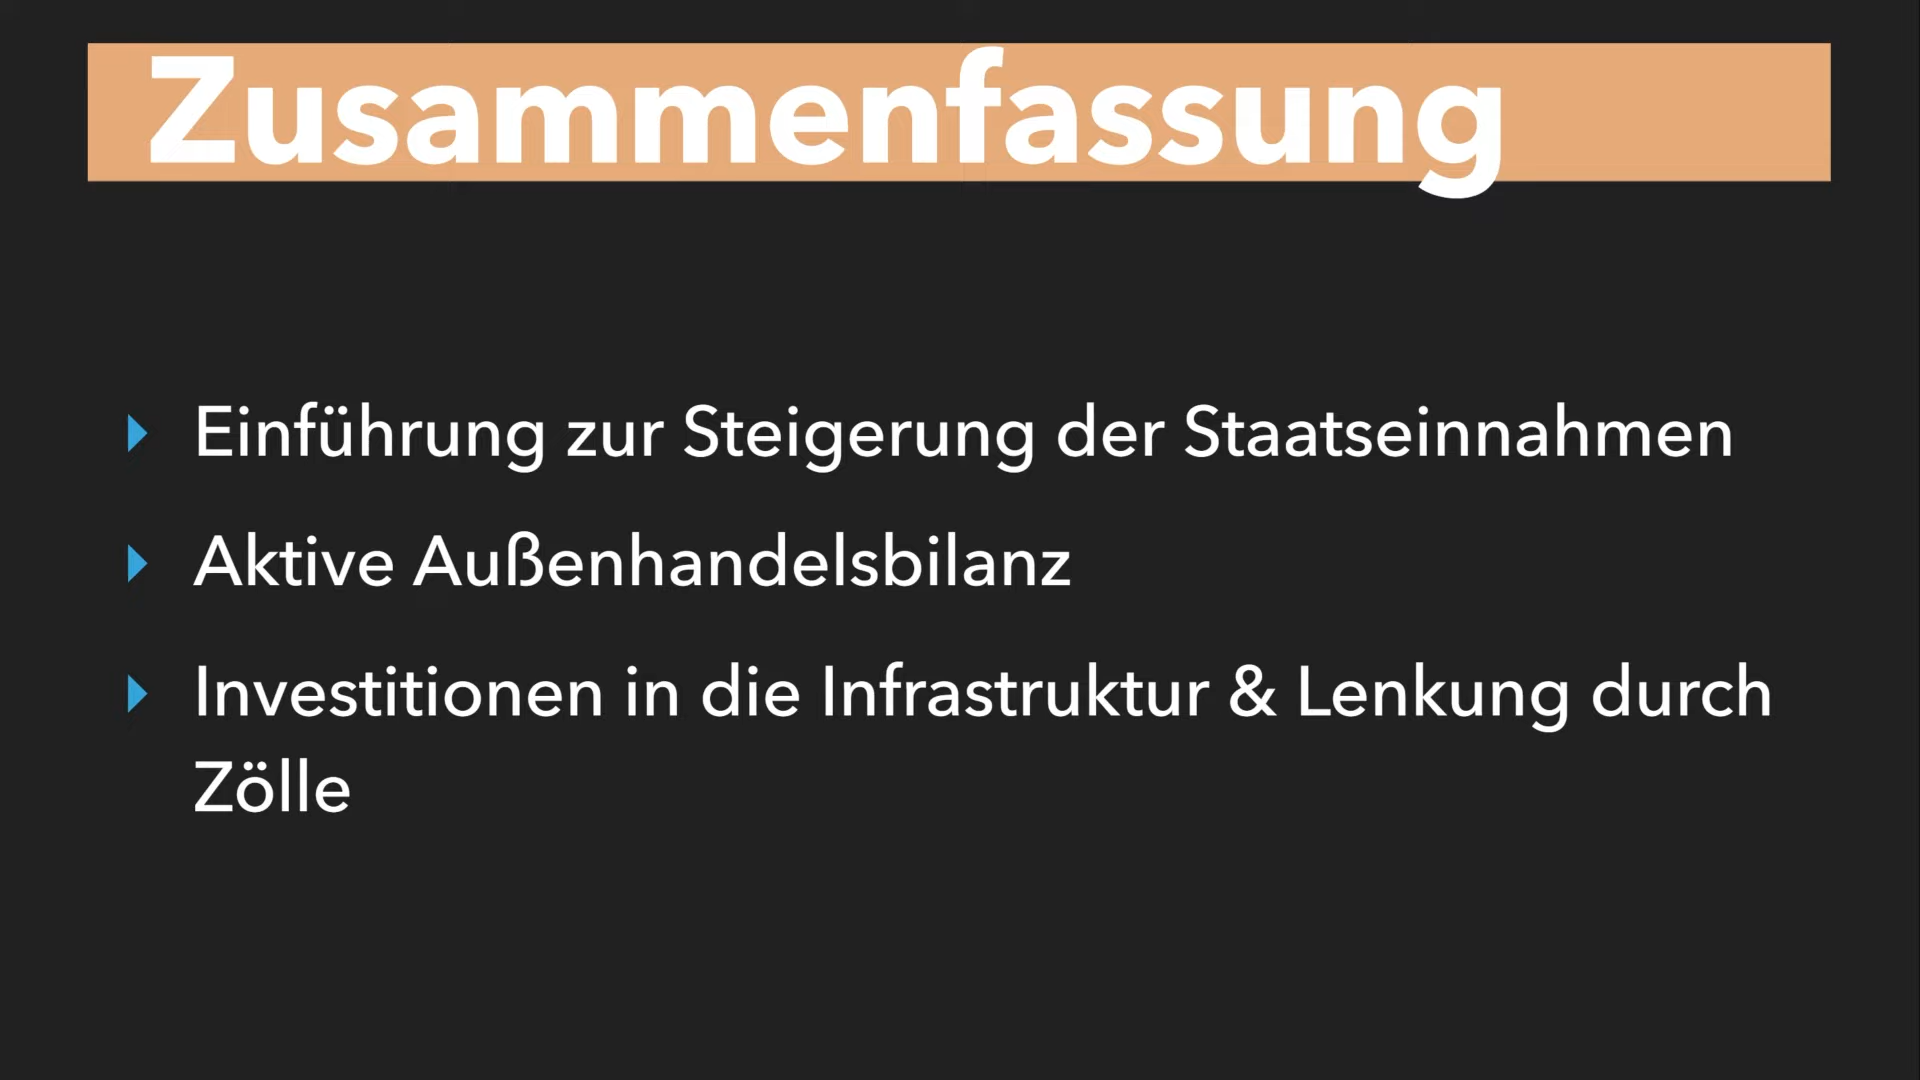 Zusammenfassung
Einführung zur Steigerung der Staatseinnahmen
Aktive Außenhandelsbilanz
Investitionen in die Infrastruktur & Lenkung durch
Zölle